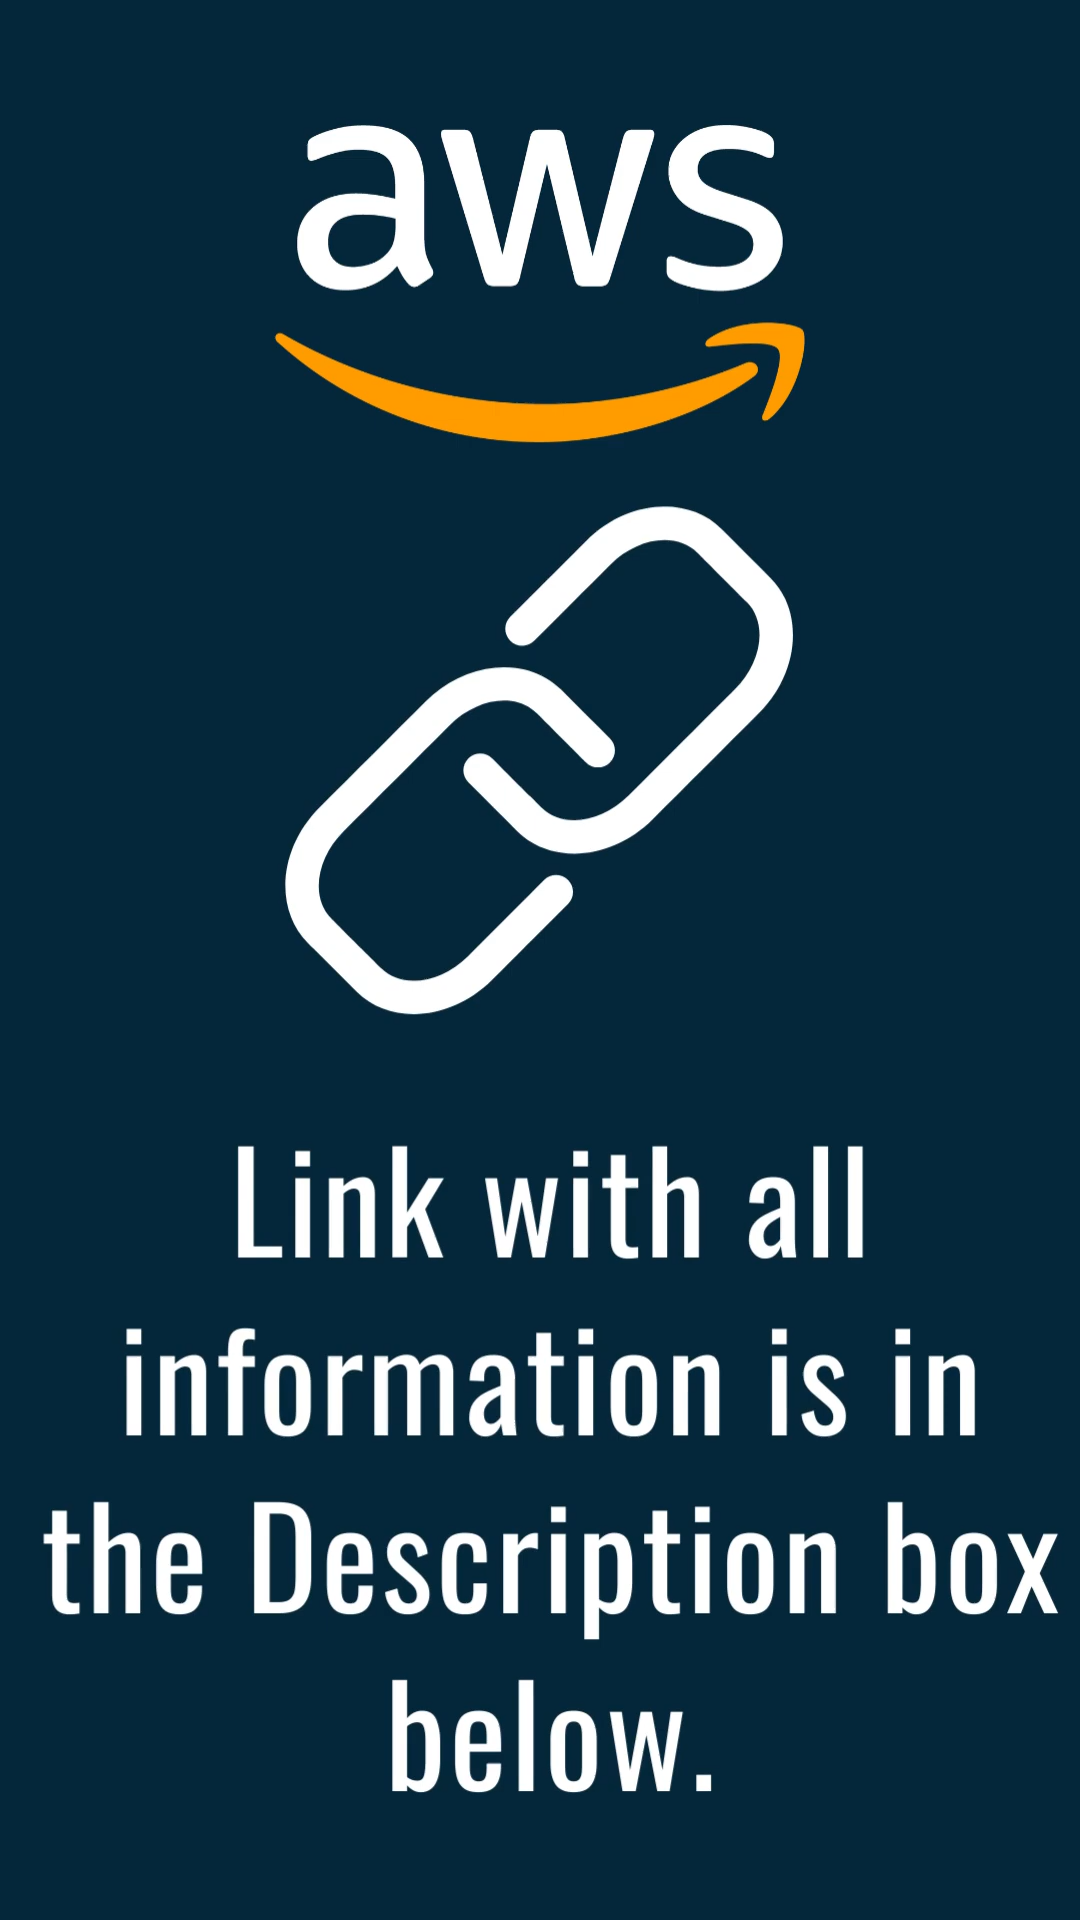 aws
Link with all
information is in
the Description box
below.